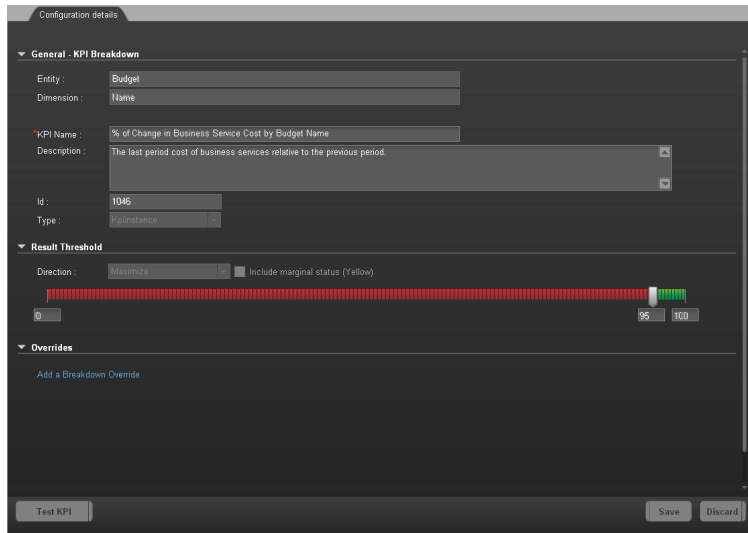 Configuration details
General - KPI Breakdown
Entity :
Budget
Dimension :
Name
*KPI Name :
% of Change in Business Service Cost by Budget Name
Description :
The last period cost of business services relative to the previous period.
Id :
1046
Type :
KpiInstance
Result Threshold
Direction :
Maximize
Include marginal status (Yellow)
0
95
100
Overrides
Add a Breakdown Override
Test KPI
Save
Discard